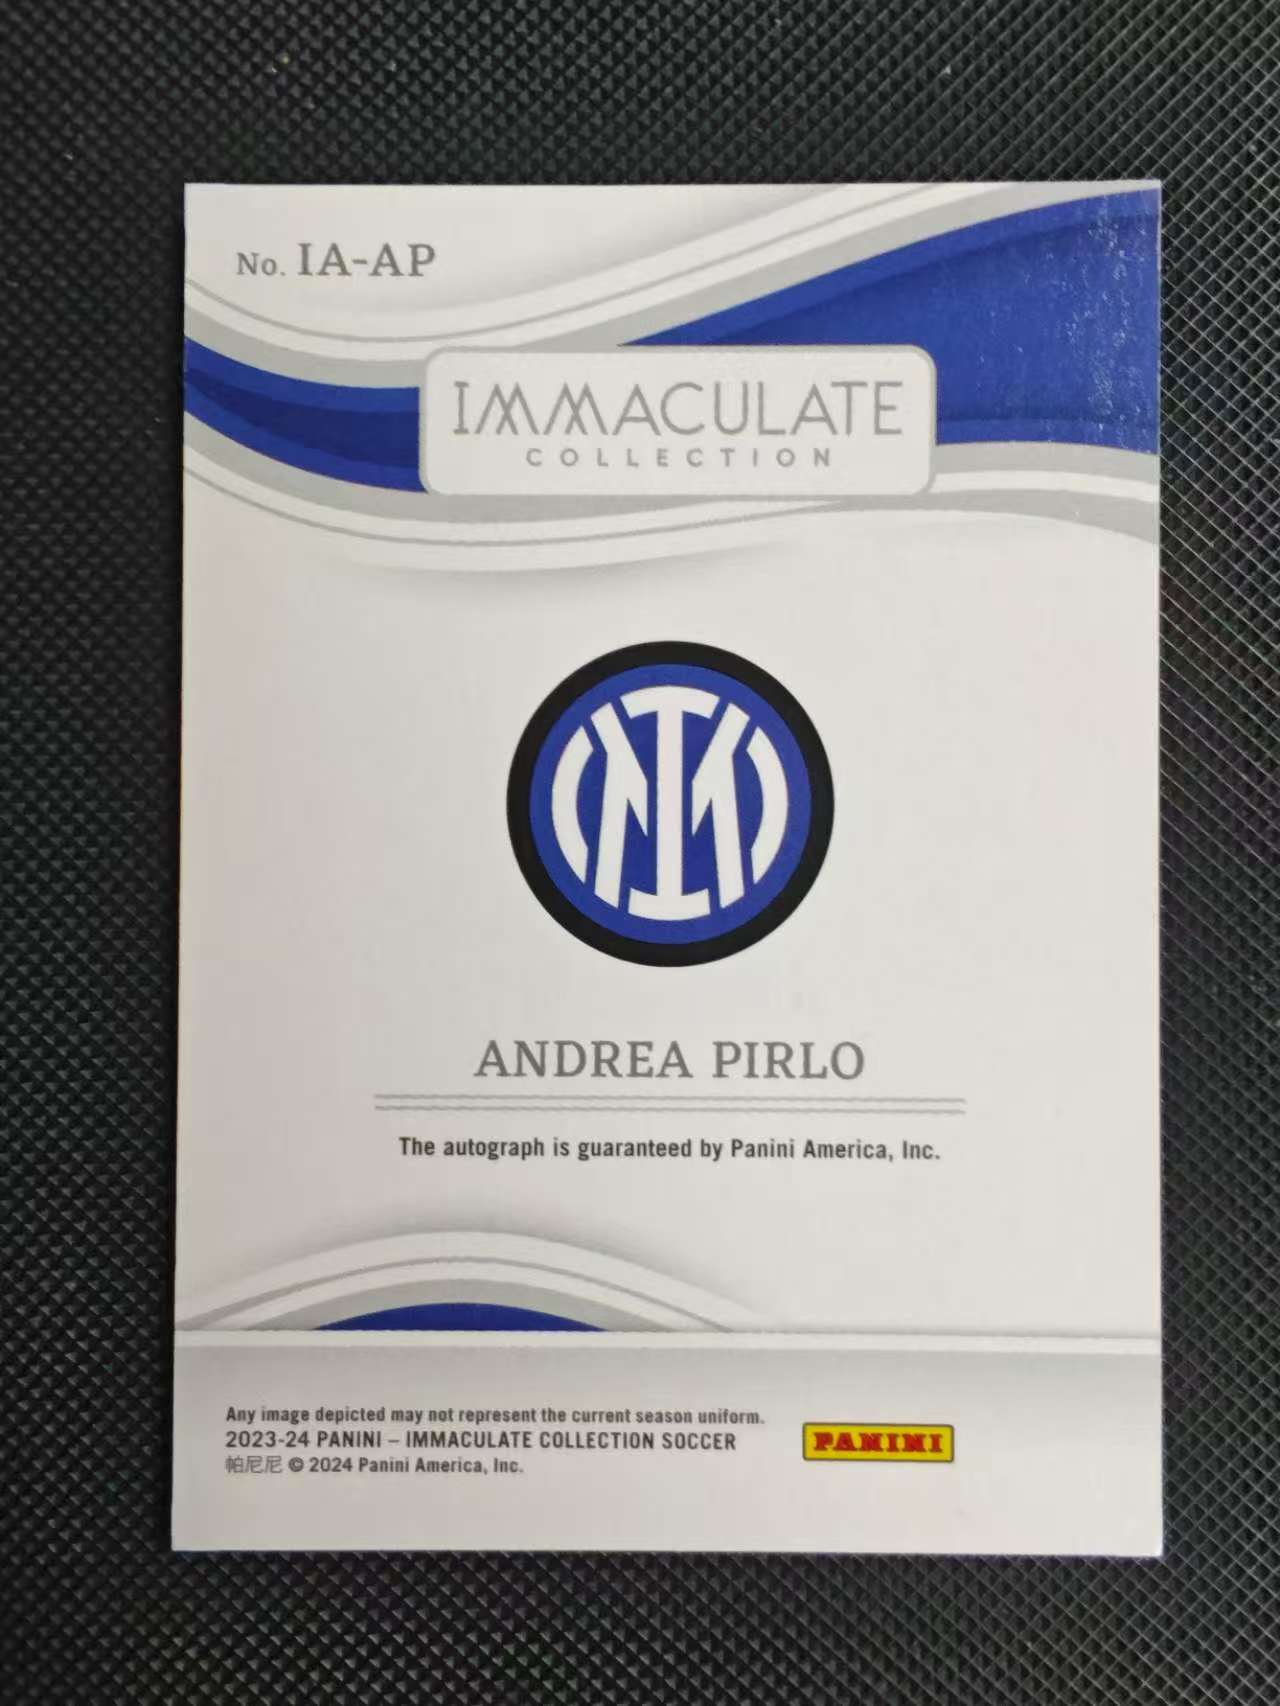 No. IA-AP
IMMACULATE
COLLECTION
IM
ANDREA PIRLO
The autograph is guaranteed by Panini America, Inc.
Any image depicted may not represent the current season uniform.
2023-24 PANINI – IMMACULATE COLLECTION SOCCER
帕尼尼 © 2024 Panini America, Inc.
PANINI